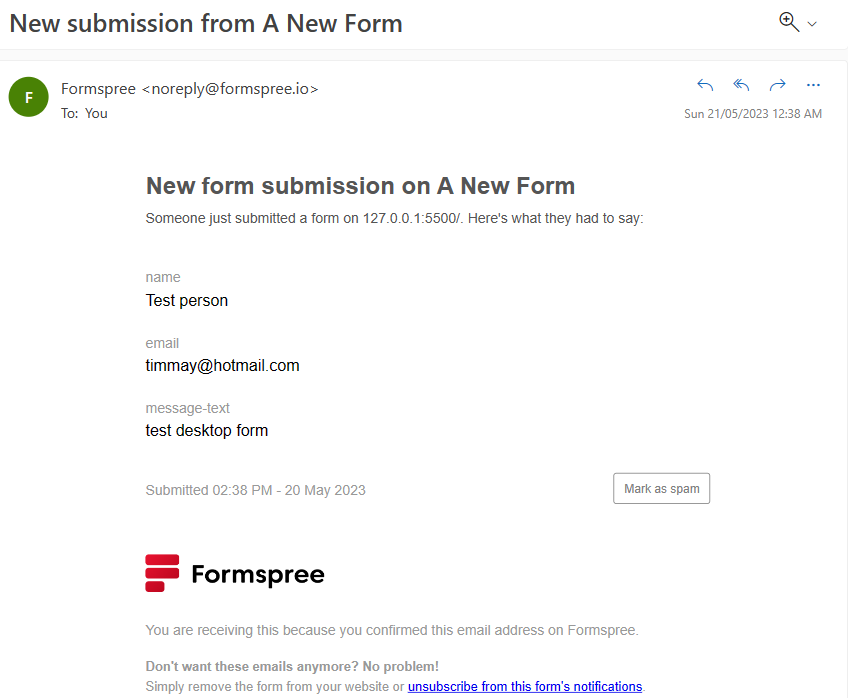 New submission from A New Form
F
Formspree <noreply@formspree.io>
To: You
Sun 21/05/2023 12:38 AM
New form submission on A New Form
Someone just submitted a form on 127.0.0.1:5500/. Here's what they had to say:
name
Test person
email
timmay@hotmail.com
message-text
test desktop form
Submitted 02:38 PM - 20 May 2023
Mark as spam
Formspree
You are receiving this because you confirmed this email address on Formspree.
Don't want these emails anymore? No problem!
Simply remove the form from your website or unsubscribe from this form's notifications.